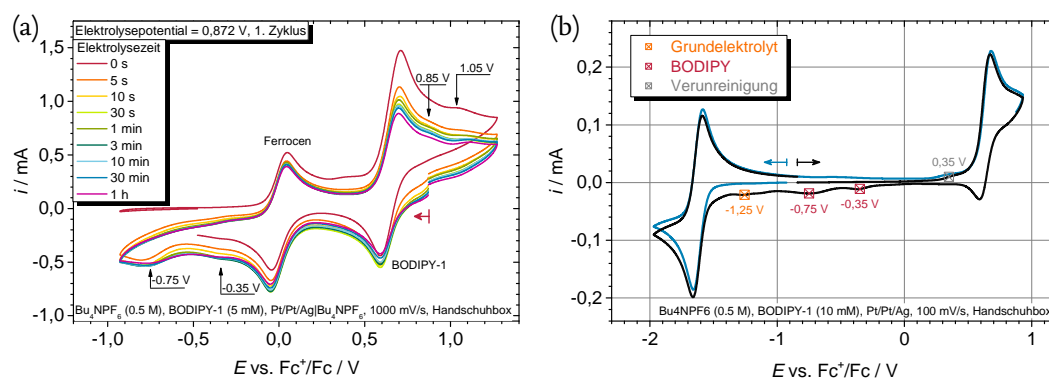 (a)
Elektrolysepotential = 0,872 V, 1. Zyklus
Elektrolysezeit
0 s
5 s
10 s
30 s
1 min
3 min
10 min
30 min
1 h
0.85 V
1.05 V
Ferrocen
BODIPY-1
-0.75 V
-0.35 V
Bu4NPF6 (0.5 M), BODIPY-1 (5 mM), Pt/Pt/Ag|Bu4NPF6, 1000 mV/s, Handschuhbox
1,5
1,0
0,5
0,0
-0,5
-1,0
i / mA
-1,0 -0,5 0,0 0,5 1,0
E vs. Fc+/Fc / V
(b)
Grundelektrolyt
BODIPY
Verunreinigung
0,35 V
-1,25 V
-0,75 V
-0,35 V
Bu4NPF6 (0.5 M), BODIPY-1 (10 mM), Pt/Pt/Ag, 100 mV/s, Handschuhbox
0,2
0,1
0,0
-0,1
-0,2
i / mA
-2 -1 0 1
E vs. Fc+/Fc / V